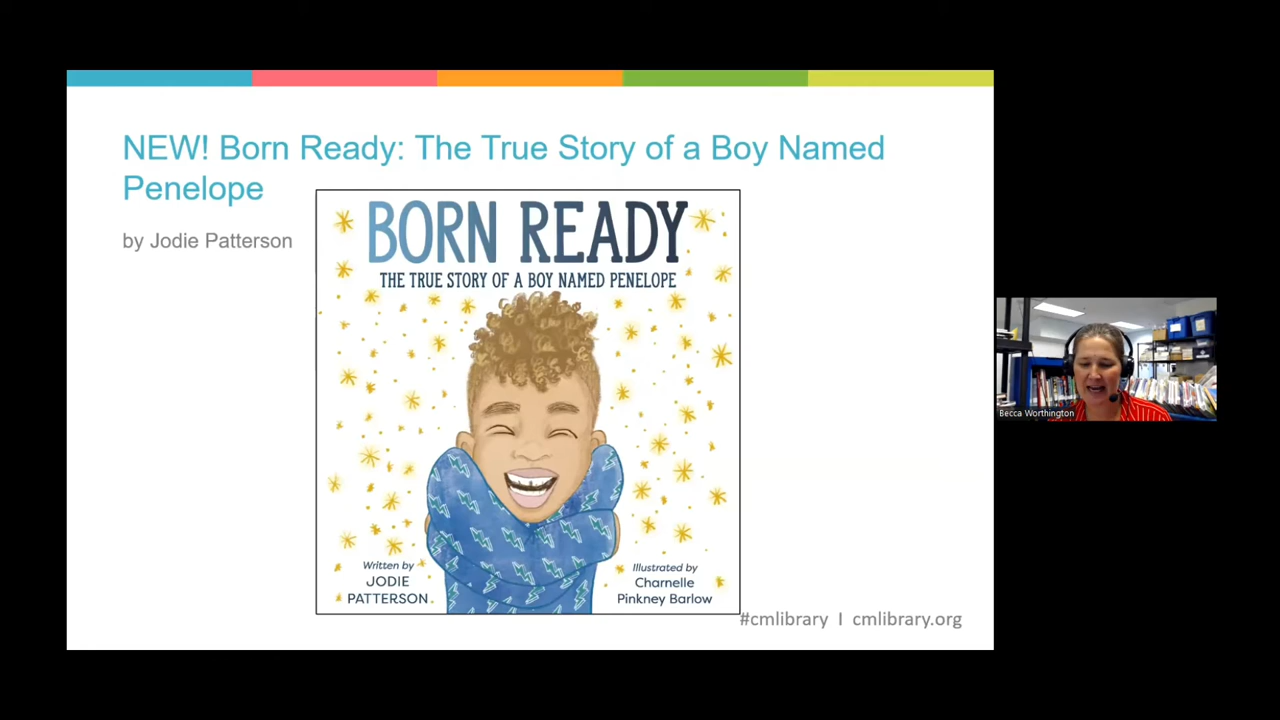 NEW! Born Ready: The True Story of a Boy Named
Penelope
by Jodie Patterson
BORN READY
THE TRUE STORY OF A BOY NAMED PENELOPE
Written by
JODIE
PATTERSON
Illustrated by
Charnelle
Pinkney Barlow
#cmlibrary I cmlibrary.org
Becca Worthington